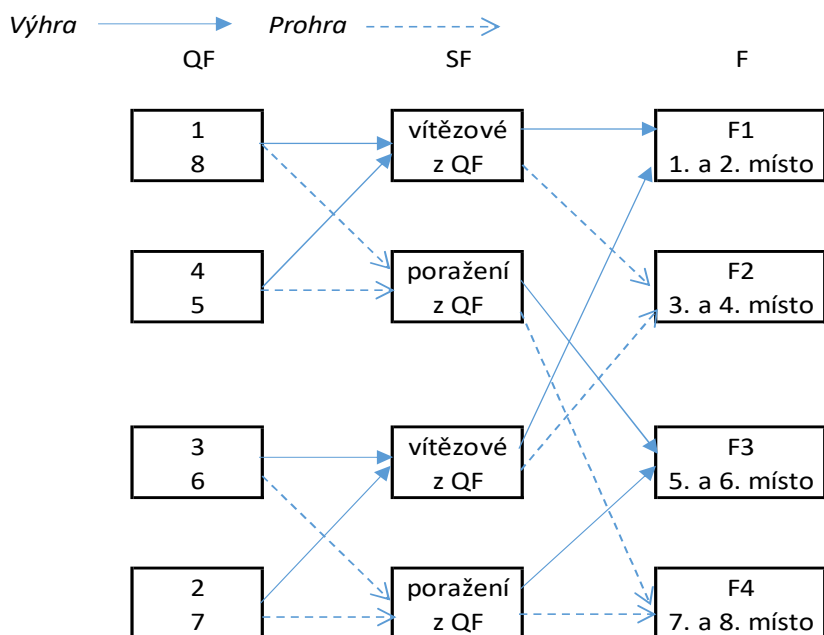 Výhra
Prohra
QF
SF
F
1
8
vítězové
z QF
F1
1. a 2. místo
4
5
poražení
z QF
F2
3. a 4. místo
3
6
vítězové
z QF
F3
5. a 6. místo
2
7
poražení
z QF
F4
7. a 8. místo